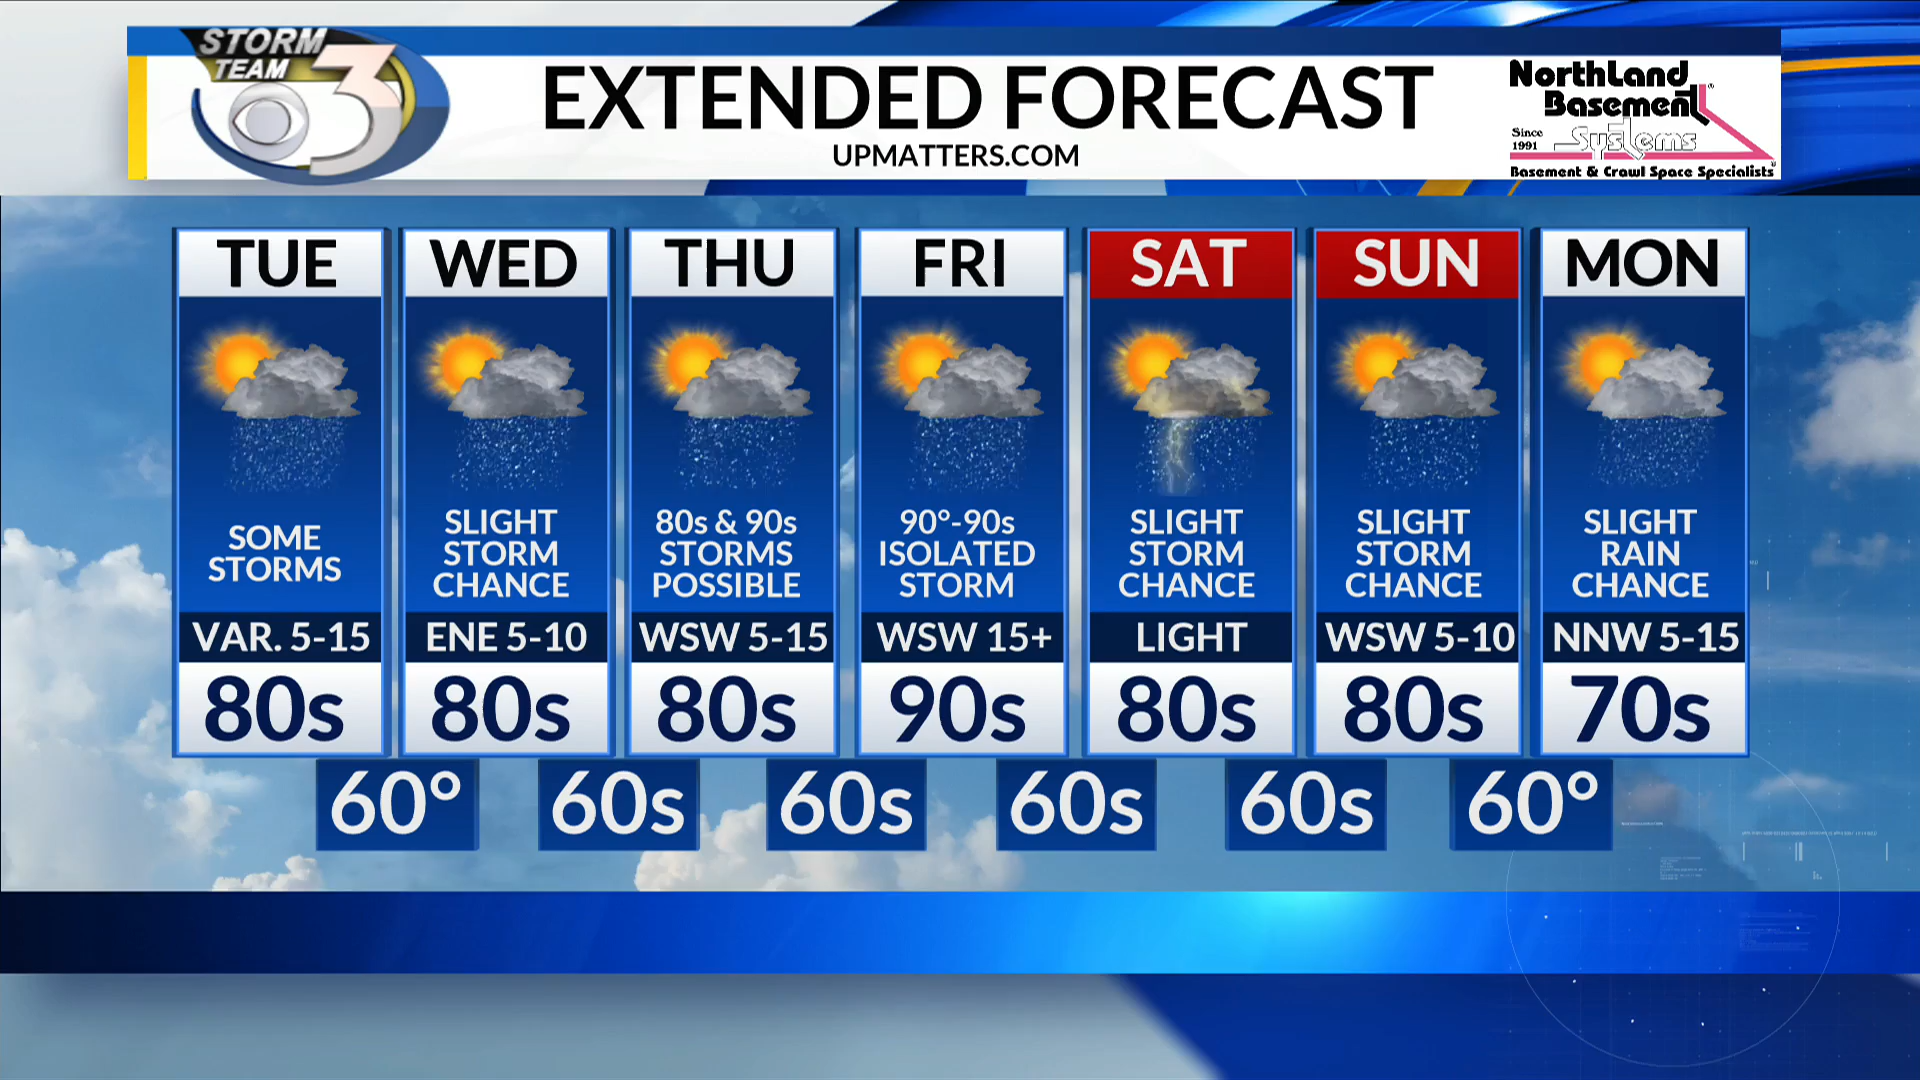 STORM
TEAM
3
EXTENDED FORECAST
UPMATTERS.COM
NorthLand
Basement®
Since
1991
Systems
Basement & Crawl Space Specialists
TUE
SOME
STORMS
VAR. 5-15
80s
WED
SLIGHT
STORM
CHANCE
ENE 5-10
80s
THU
80s & 90s
STORMS
POSSIBLE
WSW 5-15
80s
FRI
90°-90s
ISOLATED
STORM
WSW 15+
90s
SAT
SLIGHT
STORM
CHANCE
LIGHT
80s
SUN
SLIGHT
STORM
CHANCE
WSW 5-10
80s
MON
SLIGHT
RAIN
CHANCE
NNW 5-15
70s
60°
60s
60s
60s
60s
60°